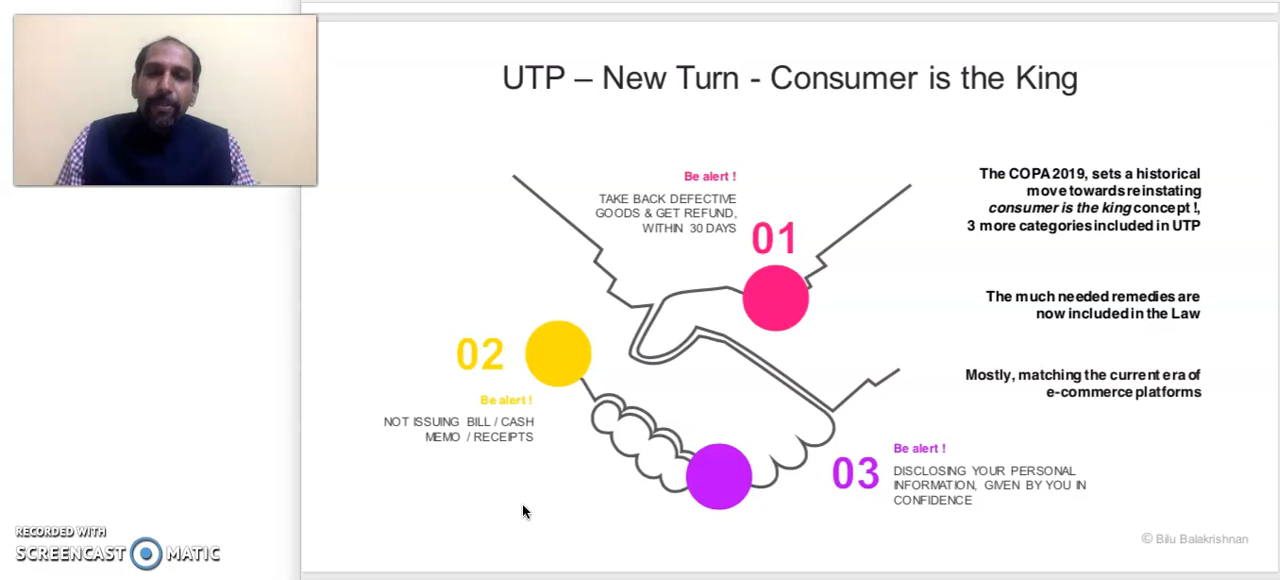 UTP – New Turn - Consumer is the King
Be alert !
TAKE BACK DEFECTIVE
GOODS & GET REFUND,
WITHIN 30 DAYS
01
The COPA 2019, sets a historical
move towards reinstating
consumer is the king concept !,
3 more categories included in UTP
The much needed remedies are
now included in the Law
02
Be alert !
NOT ISSUING BILL / CASH
MEMO / RECEIPTS
Mostly, matching the current era of
e-commerce platforms
03
Be alert !
DISCLOSING YOUR PERSONAL
INFORMATION, GIVEN BY YOU IN
CONFIDENCE
RECORDED WITH
SCREENCAST MATIC
© Bilu Balakrishnan